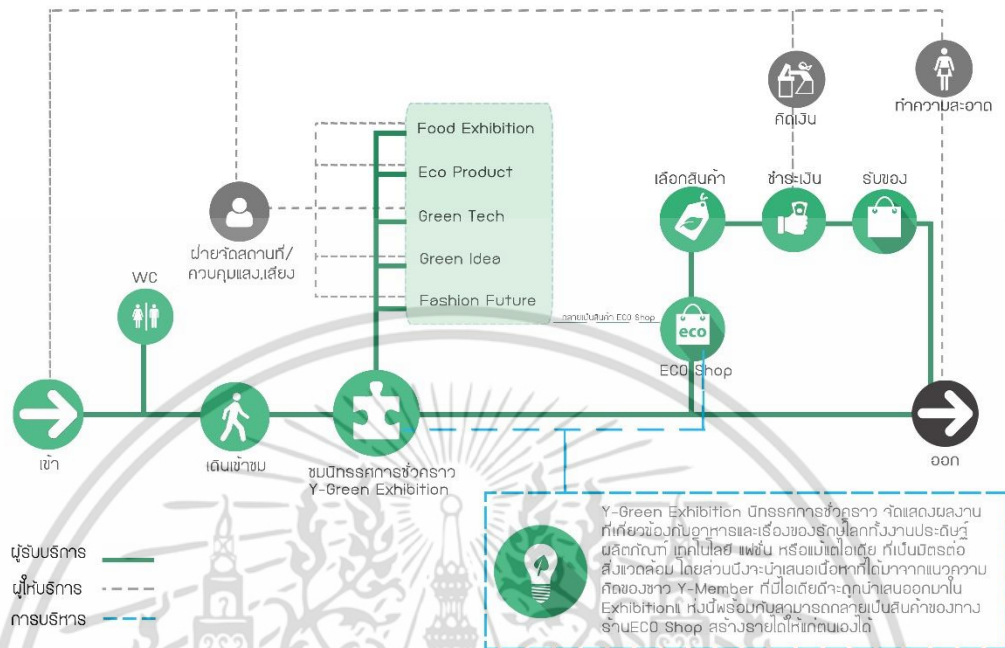 คิดเงิน
ทำความสะอาด
Food Exhibition
Eco Product
Green Tech
Green Idea
Fashion Future
เลือกสินค้า
ชำระเงิน
รับของ
ฝ่ายจัดสถานที่/
ควบคุมแสง,เสียง
WC
กลายเป็นสินค้า ECO Shop
eco
ECO Shop
เข้า
เดินเข้าชม
ชมนิทรรศการชั่วคราว
Y-Green Exhibition
ออก
ผู้รับบริการ
ผู้ให้บริการ
การบริหาร
Y-Green Exhibition นิทรรศการชั่วคราว จัดแสดงผลงาน
ที่เกี่ยวข้องกับอาหารและเรื่องของรักษ์โลกทั้งงานประดิษฐ์
ผลิตภัณฑ์ เทคโนโลยี แฟชั่น หรือแม้แต่ไอเดีย ที่เป็นมิตรต่อ
สิ่งแวดล้อม โดยส่วนนี้จะนำเสนอเนื้อหาที่ได้มาจากแนวความ
คิดของชาว Y-Member ที่มีไอเดียดีจะถูกนำเสนอออกมาใน
Exhibition ทั้งนี้พร้อมกับสามารถกลายเป็นสินค้าของทาง
ร้านECO Shop สร้างรายได้ให้แก่ตนเองได้